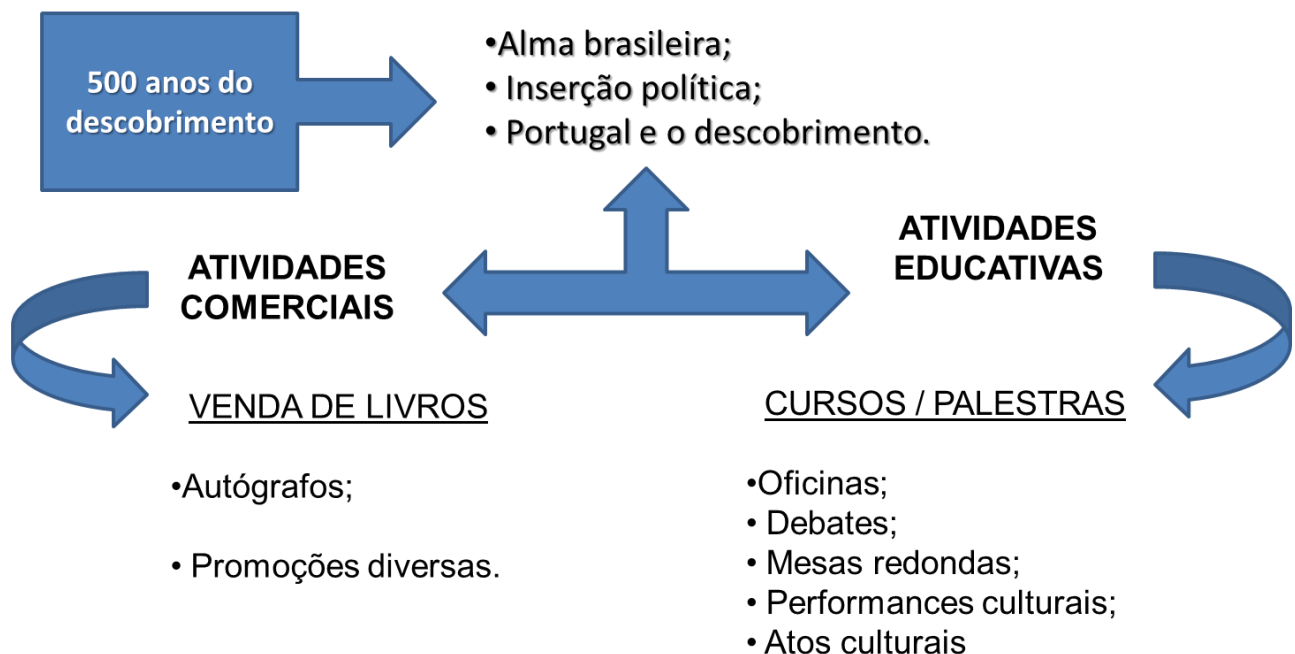 500 anos do
descobrimento
•Alma brasileira;
• Inserção política;
• Portugal e o descobrimento.
ATIVIDADES
COMERCIAIS
ATIVIDADES
EDUCATIVAS
VENDA DE LIVROS
•Autógrafos;
• Promoções diversas.
CURSOS / PALESTRAS
•Oficinas;
• Debates;
• Mesas redondas;
• Performances culturais;
• Atos culturais